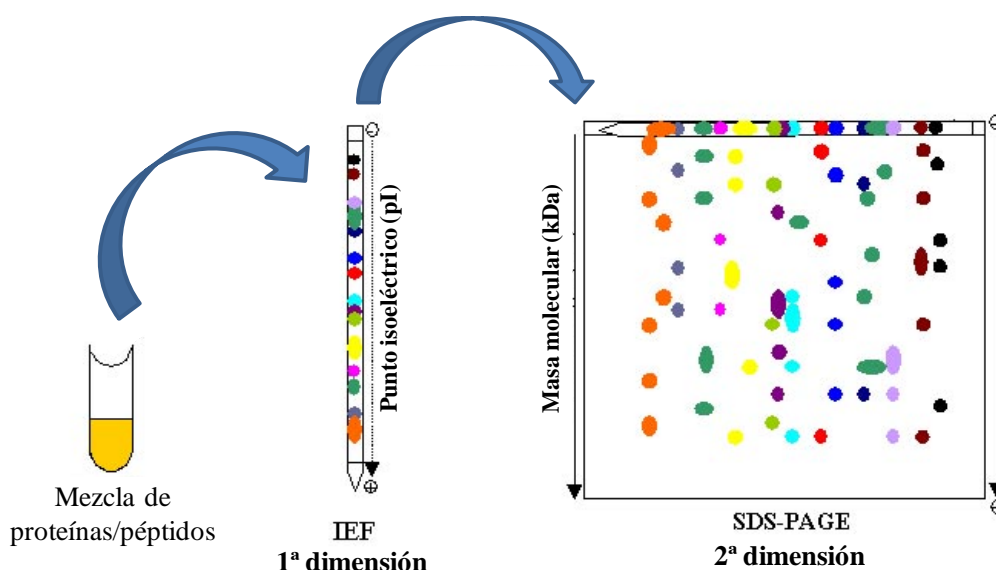 Mezcla de
proteínas/péptidos
⊖
Punto isoeléctrico (pI)
⊕
IEF
1ª dimensión
Masa molecular (kDa)
SDS-PAGE
2ª dimensión